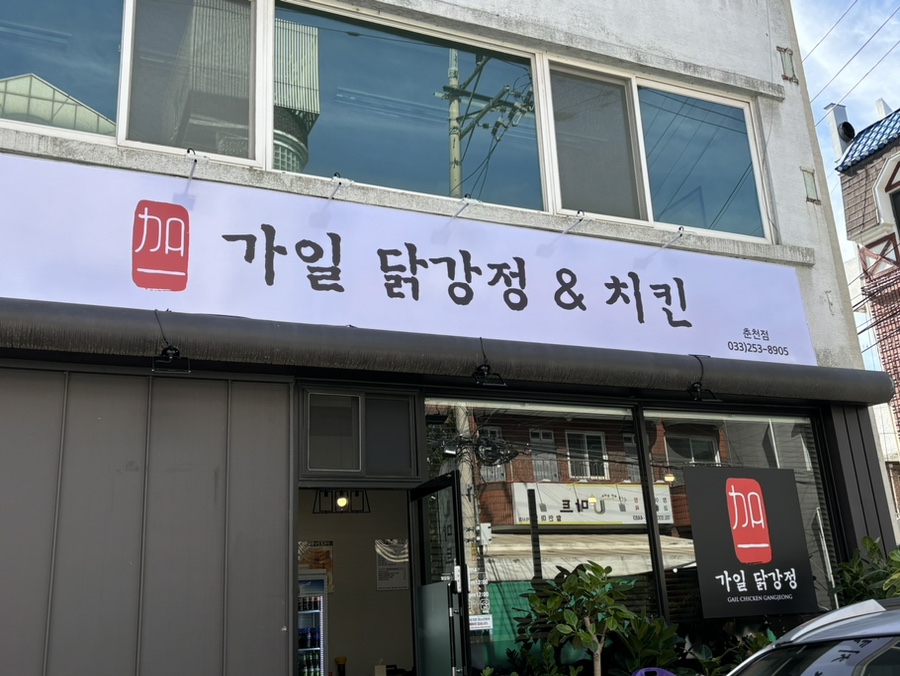 加一
가일 닭강정 & 치킨
춘천점
033)253-8905
加一
가일 닭강정
GAIL CHICKEN GANGJEONG